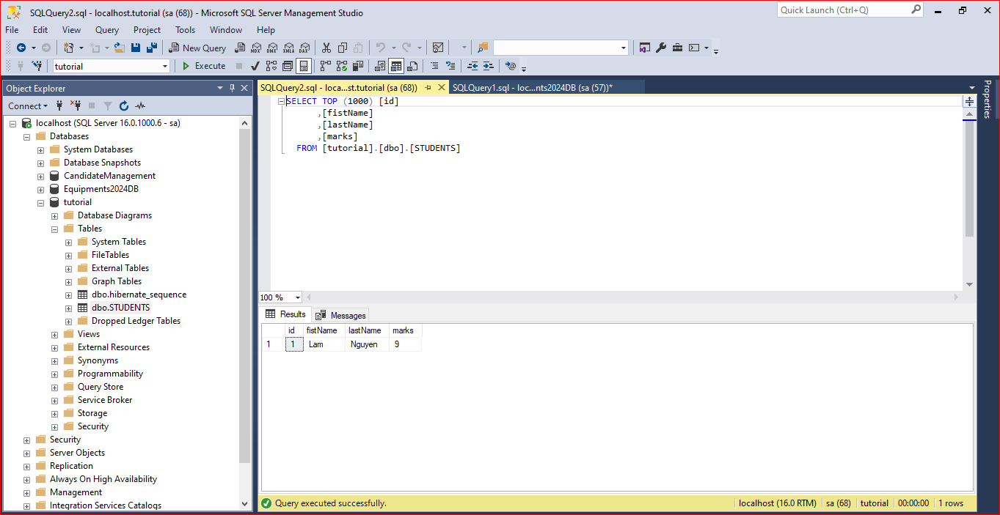 SQLQuery2.sql - localhost.tutorial (sa (68)) - Microsoft SQL Server Management Studio
Quick Launch (Ctrl+Q)
File Edit View Query Project Tools Window Help
New Query MDX DMX XMLA DAX
tutorial Execute
Object Explorer
Connect
localhost (SQL Server 16.0.1000.6 - sa)
Databases
System Databases
Database Snapshots
CandidateManagement
Equipments2024DB
tutorial
Database Diagrams
Tables
System Tables
FileTables
External Tables
Graph Tables
dbo.hibernate_sequence
dbo.STUDENTS
Dropped Ledger Tables
Views
External Resources
Synonyms
Programmability
Query Store
Service Broker
Storage
Security
Security
Server Objects
Replication
Always On High Availability
Management
Integration Services Catalogs
SQLQuery2.sql - loca...st.tutorial (sa (68)) SQLQuery1.sql - loc...nts2024DB (sa (57))*
SELECT TOP (1000) [id]
,[fistName]
,[lastName]
,[marks]
FROM [tutorial].[dbo].[STUDENTS]
100 %
Results Messages
id fistName lastName marks
1 1 Lam Nguyen 9
Query executed successfully. localhost (16.0 RTM) sa (68) tutorial 00:00:00 1 rows
Properties